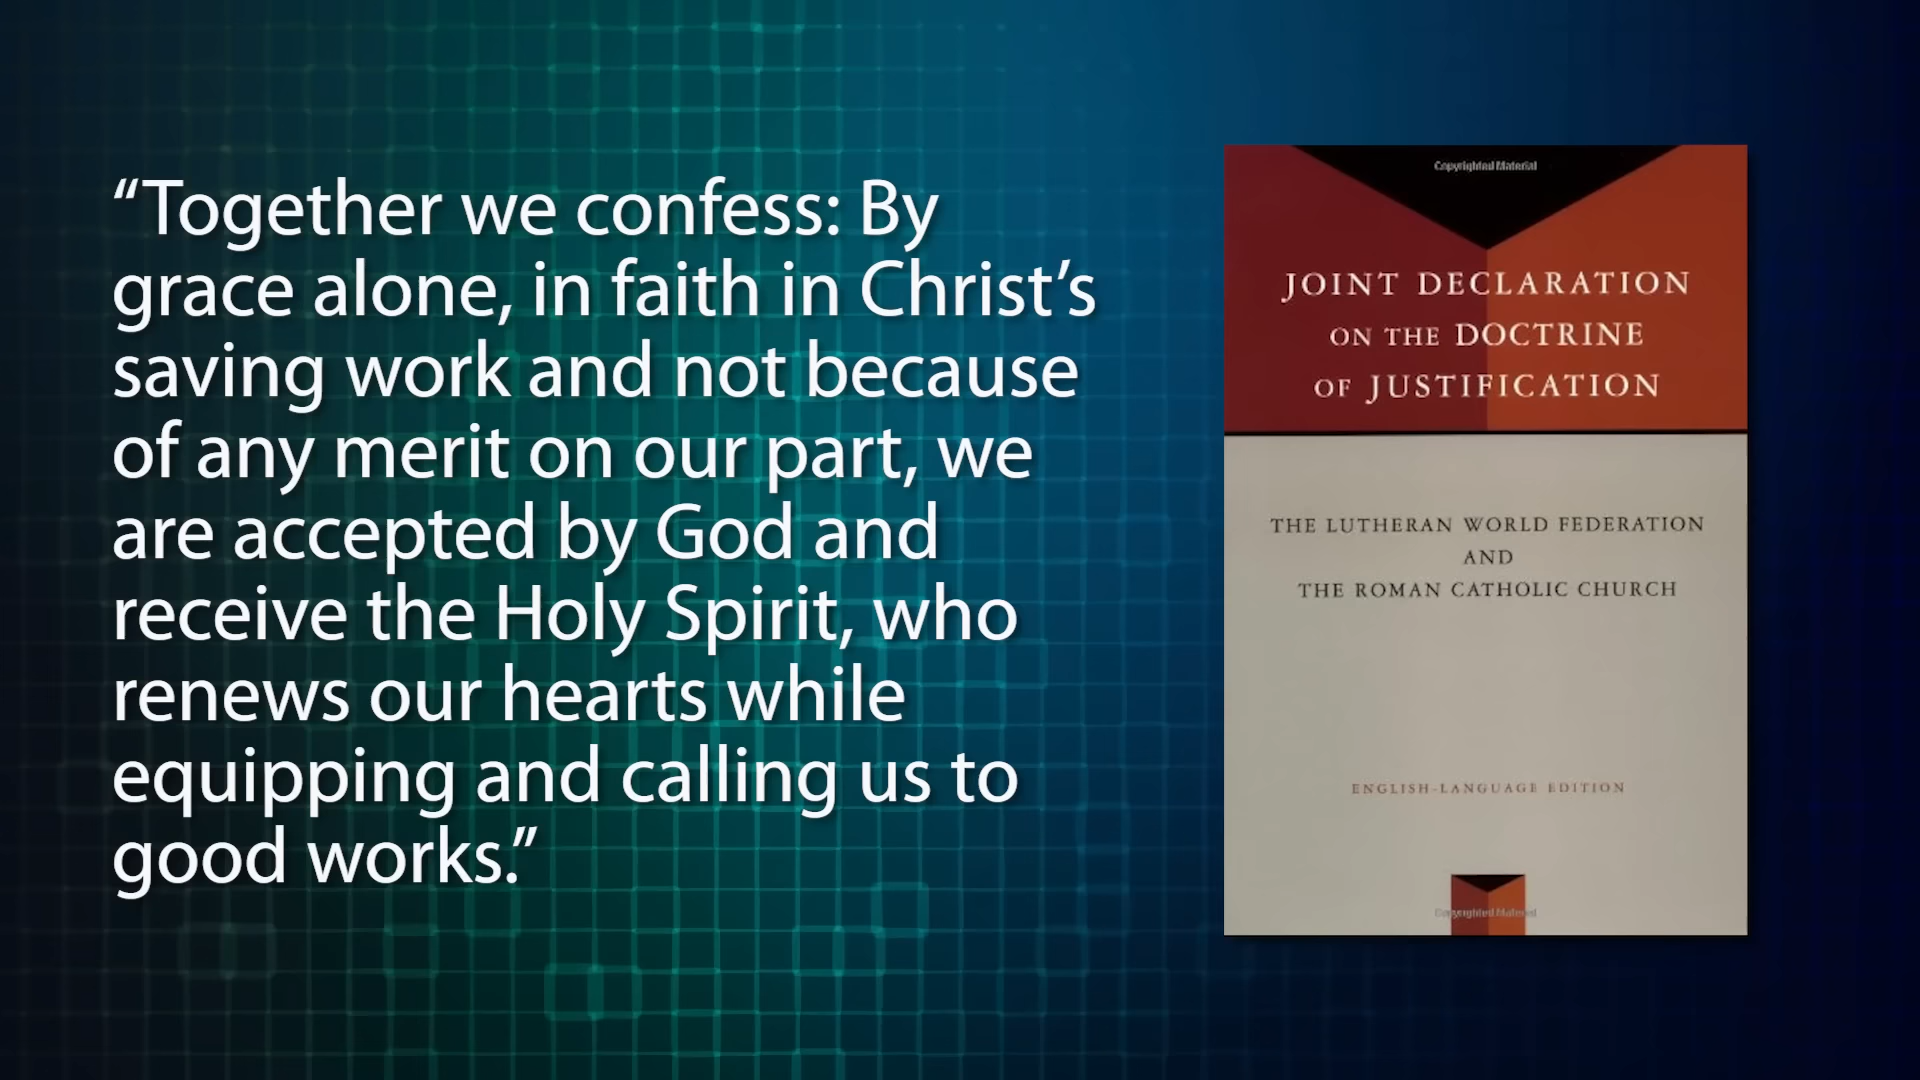 “Together we confess: By
grace alone, in faith in Christ’s
saving work and not because
of any merit on our part, we
are accepted by God and
receive the Holy Spirit, who
renews our hearts while
equipping and calling us to
good works.”
Copyrighted Material
JOINT DECLARATION
ON THE DOCTRINE
OF JUSTIFICATION
THE LUTHERAN WORLD FEDERATION
AND
THE ROMAN CATHOLIC CHURCH
ENGLISH-LANGUAGE EDITION
Copyrighted Material